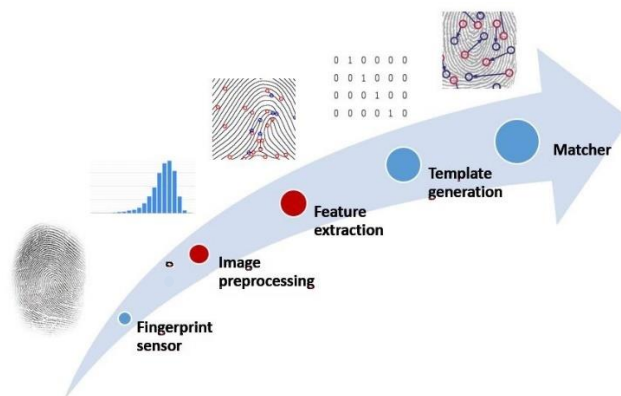 0 1 0 0 0 0
0 0 1 0 0 0
0 0 0 1 0 0
0 0 0 0 1 0
Matcher
Template
generation
Feature
extraction
Image
preprocessing
Fingerprint
sensor